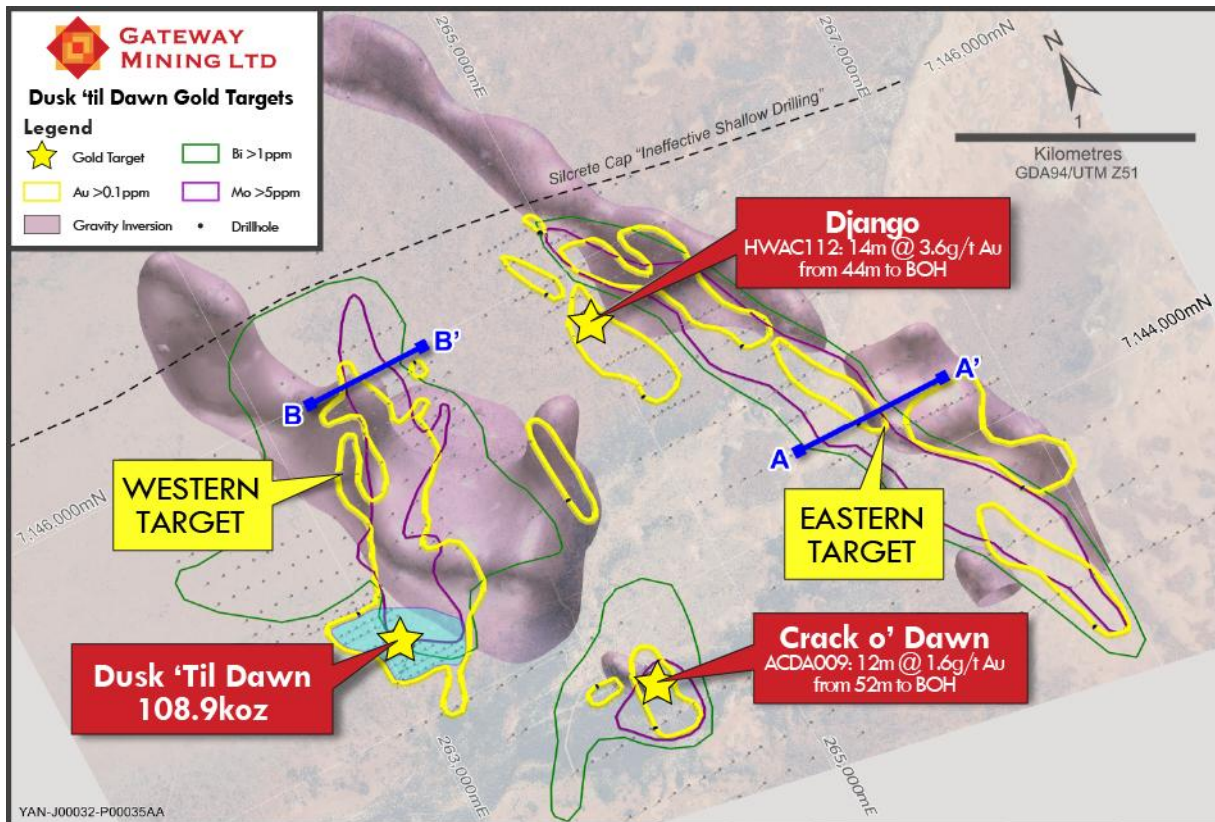 GATEWAY
MINING LTD
Dusk ‘til Dawn Gold Targets
Legend
Gold Target
Bi >1ppm
Au >0.1ppm
Mo >5ppm
Gravity Inversion
Drillhole
265,000mE
267,000mE
7,146,000mN
N
1
Kilometres
GDA94/UTM Z51
Silcrete Cap "Ineffective Shallow Drilling"
Django
HWAC112: 14m @ 3.6g/t Au
from 44m to BOH
7,144,000mN
B'
B
A'
A
WESTERN
TARGET
EASTERN
TARGET
7,146,000mN
Dusk ‘Til Dawn
108.9koz
Crack o’ Dawn
ACDA009: 12m @ 1.6g/t Au
from 52m to BOH
263,000mE
265,000mE
YAN-J00032-P00035AA